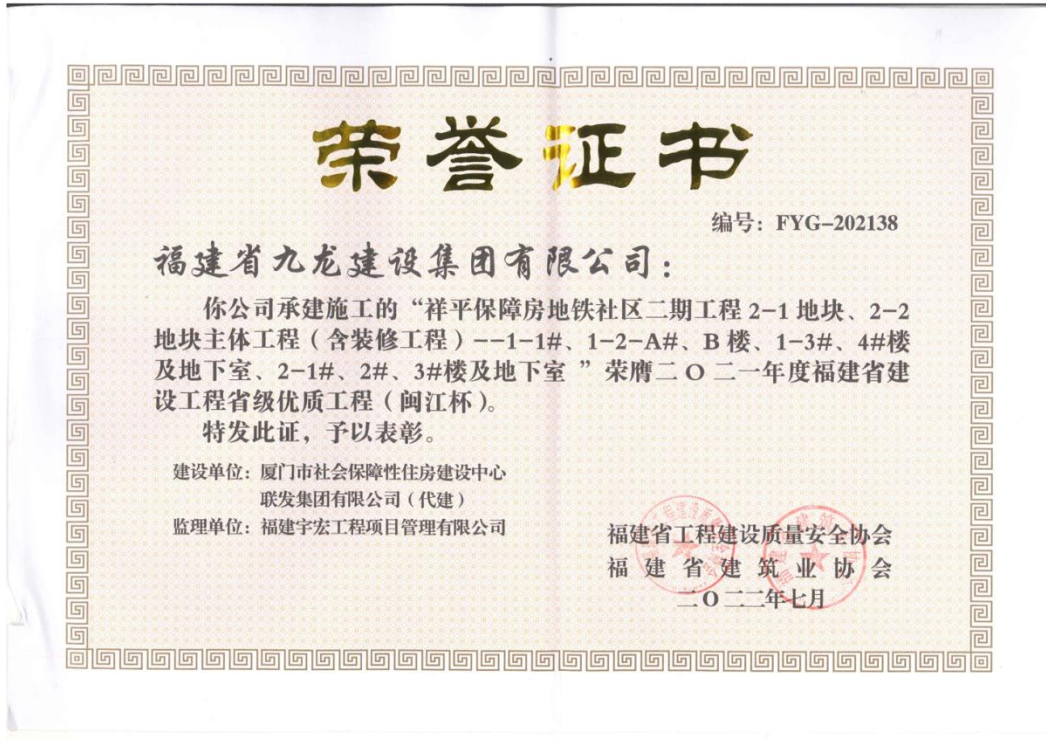 荣誉证书
编号：FYG-202138
福建省九龙建设集团有限公司：
你公司承建施工的“祥平保障房地铁社区二期工程2-1地块、2-2
地块主体工程（含装修工程）--1-1#、1-2-A#、B楼、1-3#、4#楼
及地下室、2-1#、2#、3#楼及地下室 ”荣膺二O二一年度福建省建
设工程省级优质工程（闽江杯）。
特发此证，予以表彰。
建设单位：厦门市社会保障性住房建设中心
联发集团有限公司（代建）
监理单位：福建宇宏工程项目管理有限公司
福建省工程建设质量安全协会
福建省建筑业协会
二O二二年七月